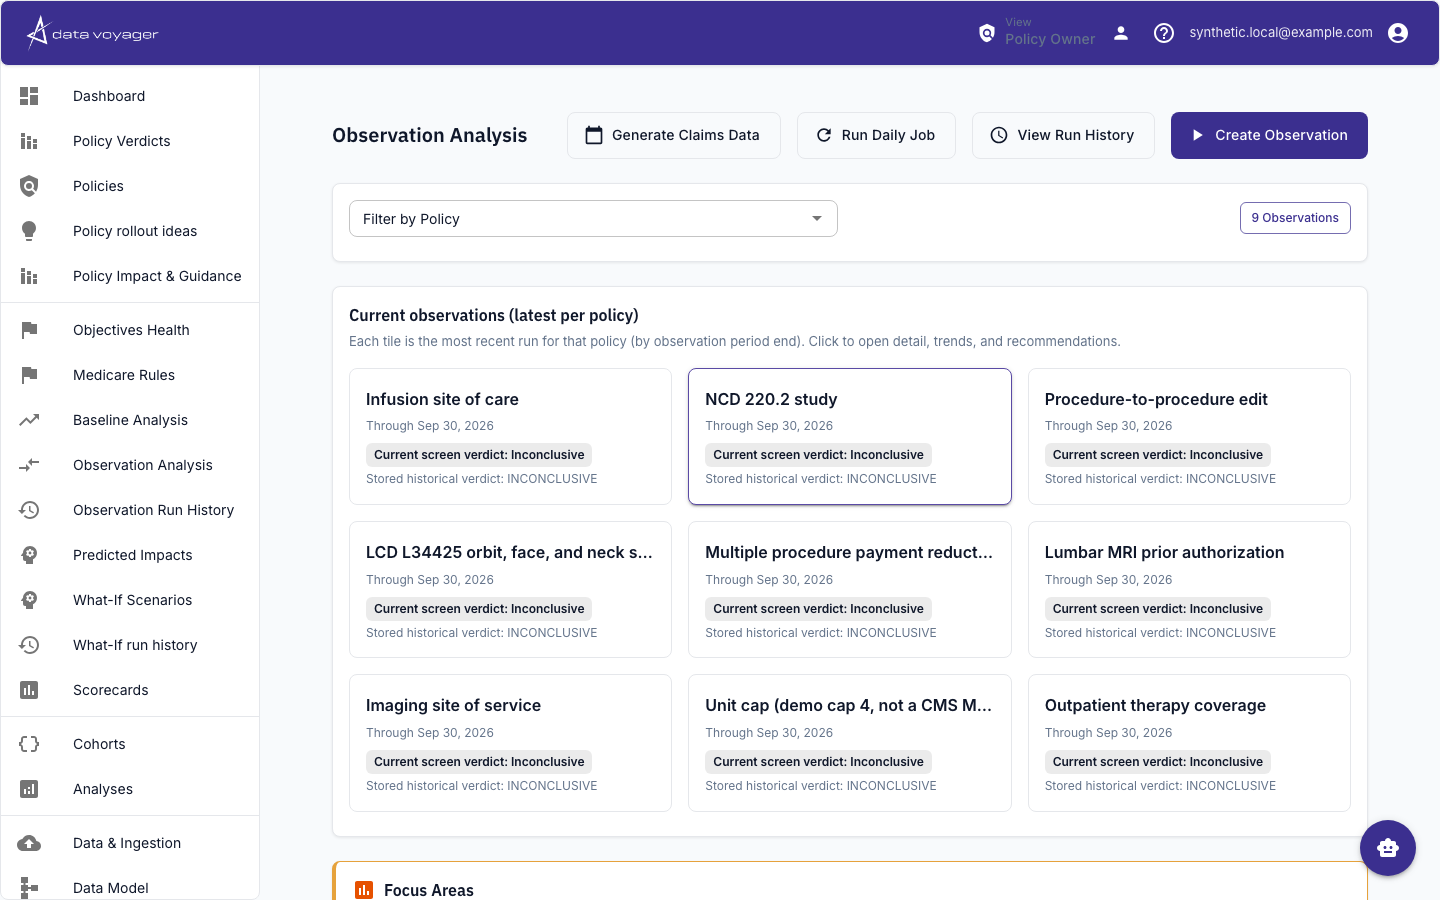 data voyager
View
Policy Owner
synthetic.local@example.com
Dashboard
Policy Verdicts
Policies
Policy rollout ideas
Policy Impact & Guidance
Objectives Health
Medicare Rules
Baseline Analysis
Observation Analysis
Observation Run History
Predicted Impacts
What-If Scenarios
What-If run history
Scorecards
Cohorts
Analyses
Data & Ingestion
Data Model
Observation Analysis
Generate Claims Data
Run Daily Job
View Run History
Create Observation
Filter by Policy
9 Observations
Current observations (latest per policy)
Each tile is the most recent run for that policy (by observation period end). Click to open detail, trends, and recommendations.
Infusion site of care
Through Sep 30, 2026
Current screen verdict: Inconclusive
Stored historical verdict: INCONCLUSIVE
NCD 220.2 study
Through Sep 30, 2026
Current screen verdict: Inconclusive
Stored historical verdict: INCONCLUSIVE
Procedure-to-procedure edit
Through Sep 30, 2026
Current screen verdict: Inconclusive
Stored historical verdict: INCONCLUSIVE
LCD L34425 orbit, face, and neck s...
Through Sep 30, 2026
Current screen verdict: Inconclusive
Stored historical verdict: INCONCLUSIVE
Multiple procedure payment reduct...
Through Sep 30, 2026
Current screen verdict: Inconclusive
Stored historical verdict: INCONCLUSIVE
Lumbar MRI prior authorization
Through Sep 30, 2026
Current screen verdict: Inconclusive
Stored historical verdict: INCONCLUSIVE
Imaging site of service
Through Sep 30, 2026
Current screen verdict: Inconclusive
Stored historical verdict: INCONCLUSIVE
Unit cap (demo cap 4, not a CMS M...
Through Sep 30, 2026
Current screen verdict: Inconclusive
Stored historical verdict: INCONCLUSIVE
Outpatient therapy coverage
Through Sep 30, 2026
Current screen verdict: Inconclusive
Stored historical verdict: INCONCLUSIVE
Focus Areas